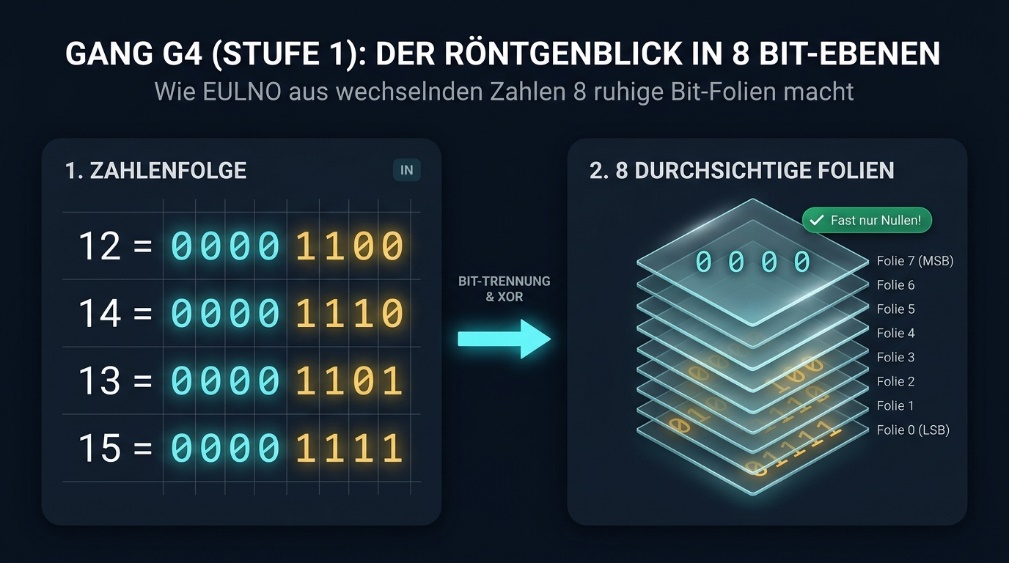 GANG G4 (STUFE 1): DER RÖNTGENBLICK IN 8 BIT-EBENEN
Wie EULNO aus wechselnden Zahlen 8 ruhige Bit-Folien macht
1. ZAHLENFOLGE
IN
12 = 0000 1100
14 = 0000 1110
13 = 0000 1101
15 = 0000 1111
BIT-TRENNUNG
& XOR
2. 8 DURCHSICHTIGE FOLIEN
Fast nur Nullen!
0 0 0 0
Folie 7 (MSB)
Folie 6
Folie 5
Folie 4
Folie 3
Folie 2
Folie 1
Folie 0 (LSB)
100
01111